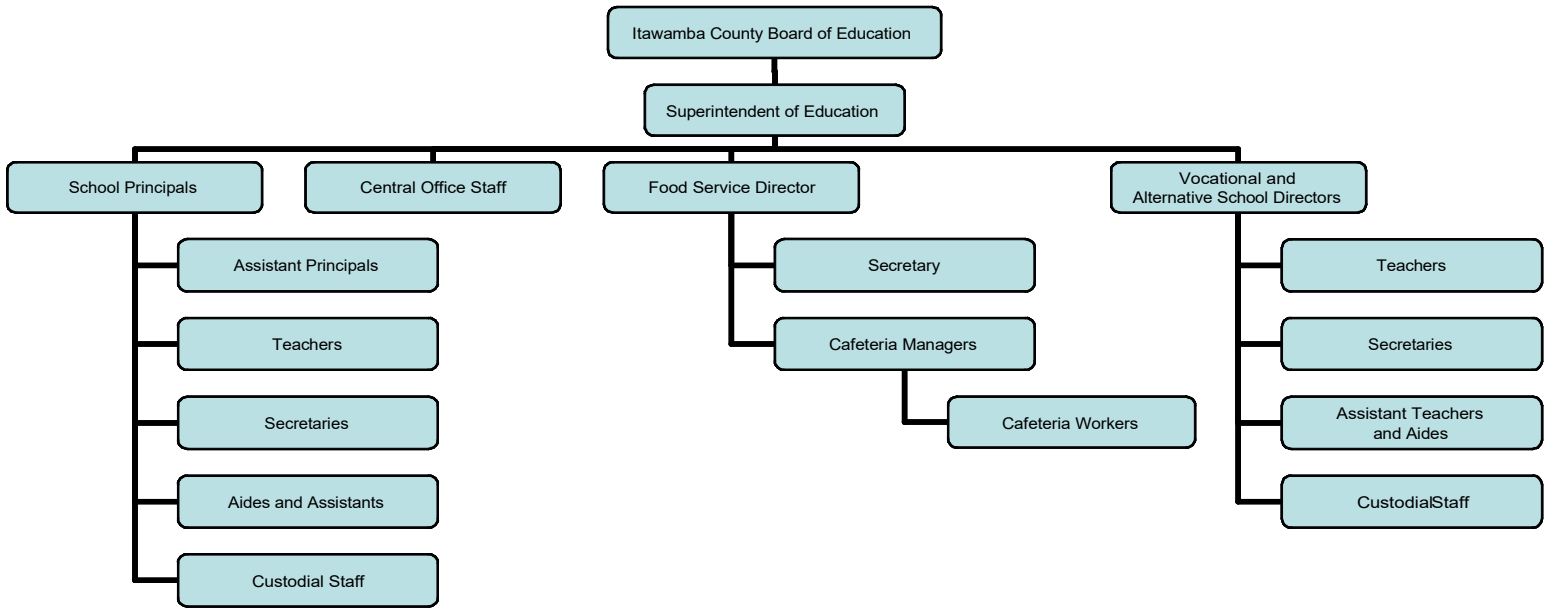 Itawamba County Board of Education
Superintendent of Education
School Principals
Central Office Staff
Food Service Director
Vocational and
Alternative School Directors
Assistant Principals
Teachers
Secretaries
Aides and Assistants
Custodial Staff
Secretary
Cafeteria Managers
Cafeteria Workers
Teachers
Secretaries
Assistant Teachers
and Aides
CustodialStaff